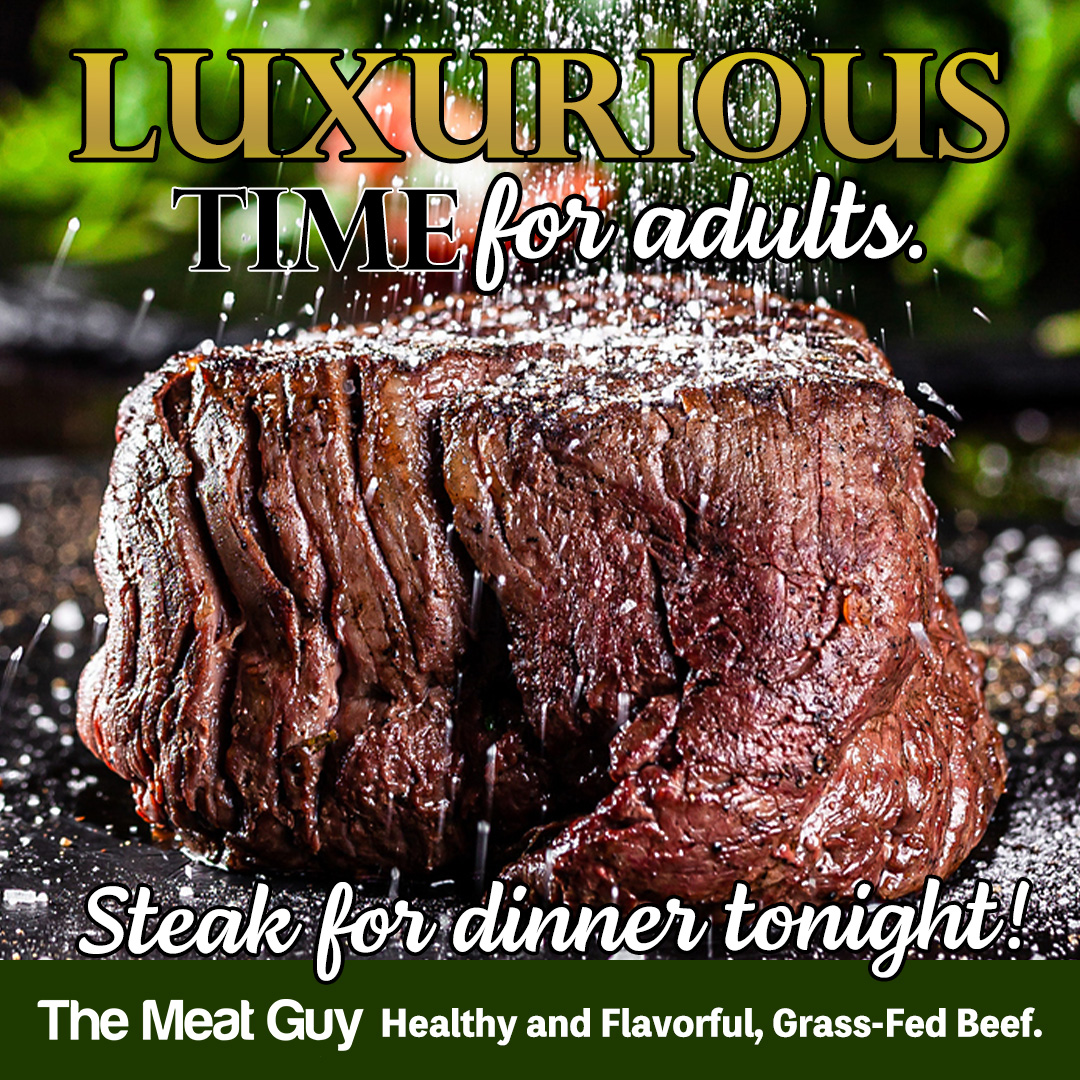 LUXURIOUS
TIME for adults.
Steak for dinner tonight!
The Meat Guy Healthy and Flavorful, Grass-Fed Beef.